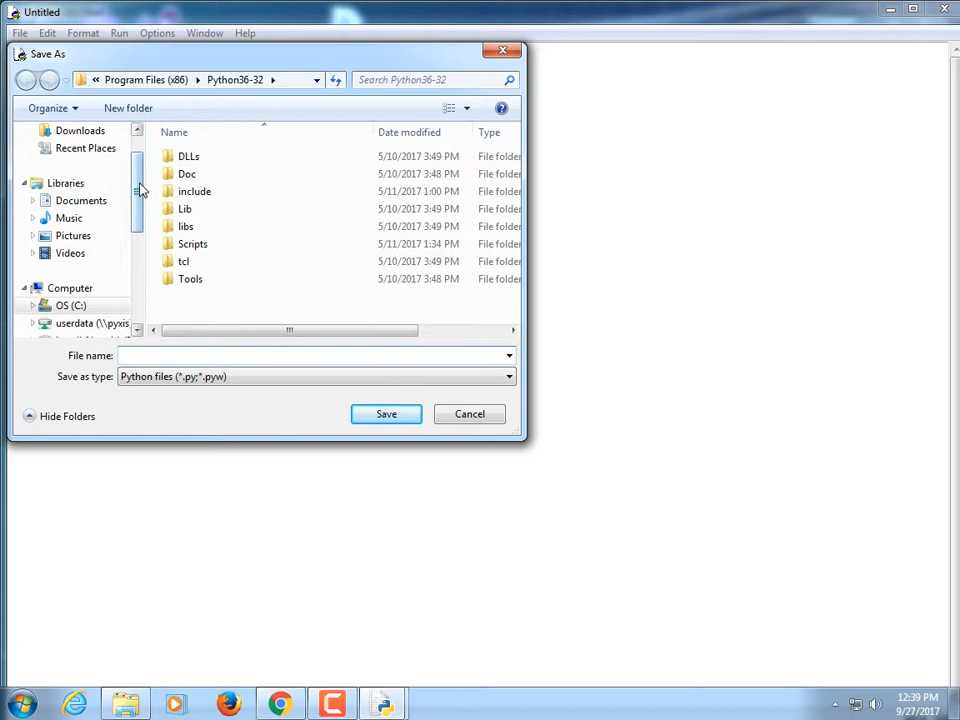 Untitled
File Edit Format Run Options Window Help
Save As
« Program Files (x86) Python36-32 Search Python36-32
Organize New folder
Name Date modified Type
Downloads
Recent Places
Libraries
Documents
Music
Pictures
Videos
Computer
OS (C:)
userdata (\\pyxis
DLLs 5/10/2017 3:49 PM File folder
Doc 5/10/2017 3:48 PM File folder
include 5/11/2017 1:00 PM File folder
Lib 5/10/2017 3:49 PM File folder
libs 5/10/2017 3:49 PM File folder
Scripts 5/11/2017 1:34 PM File folder
tcl 5/10/2017 3:49 PM File folder
Tools 5/10/2017 3:48 PM File folder
File name:
Save as type: Python files (*.py;*.pyw)
Hide Folders Save Cancel
12:39 PM
9/27/2017